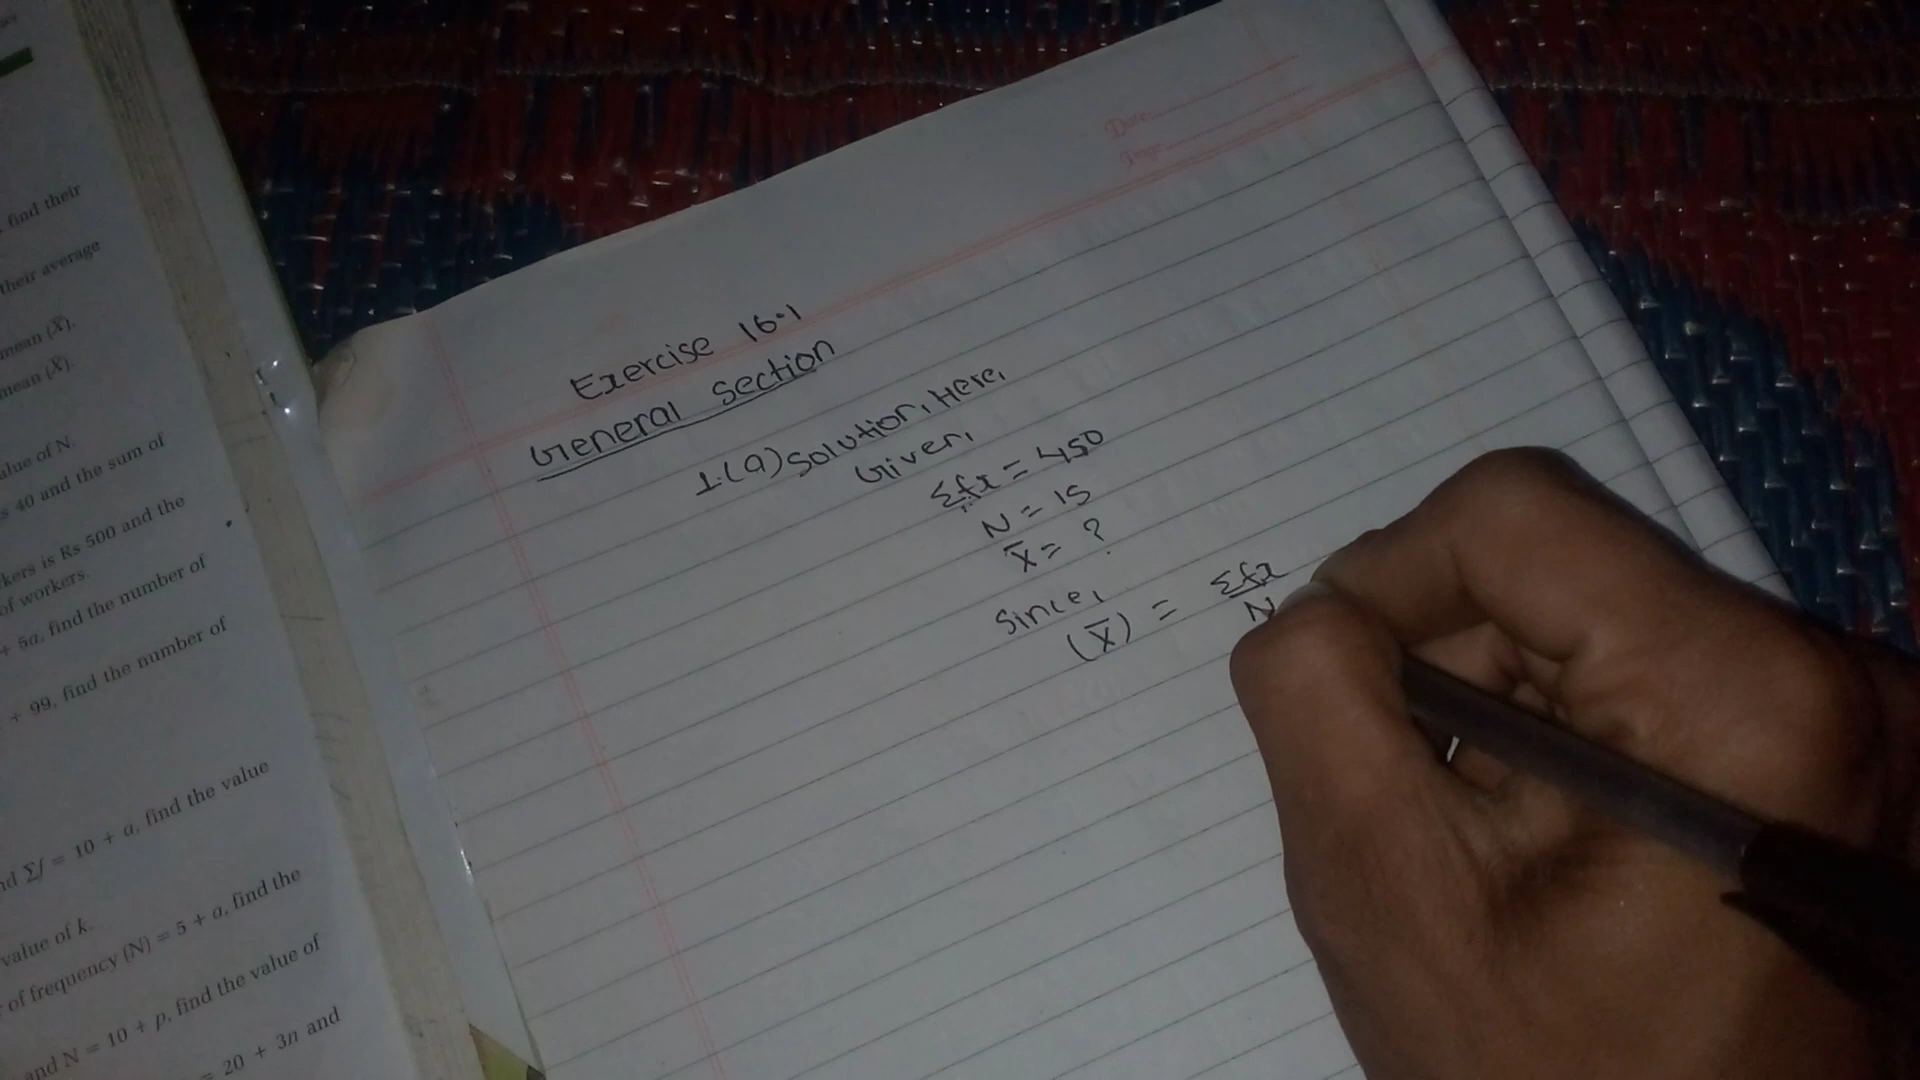 find their
their average
mean (X̄).
mean (X̄).
value of N.
s 40 and the sum of
kers is Rs 500 and the
of workers.
+ 5a, find the number of
+ 99, find the number of
nd Σf = 10 + a, find the value
value of k.
of frequency (N) = 5 + a, find the
and N = 10 + p, find the value of
= 20 + 3n and
Date
Page
Exercise 16.1
General section
1.(a) Solution, Here,
Given,
Σfx = 450
N = 15
X̄ = ?
Since,
(X̄) = Σfx
N